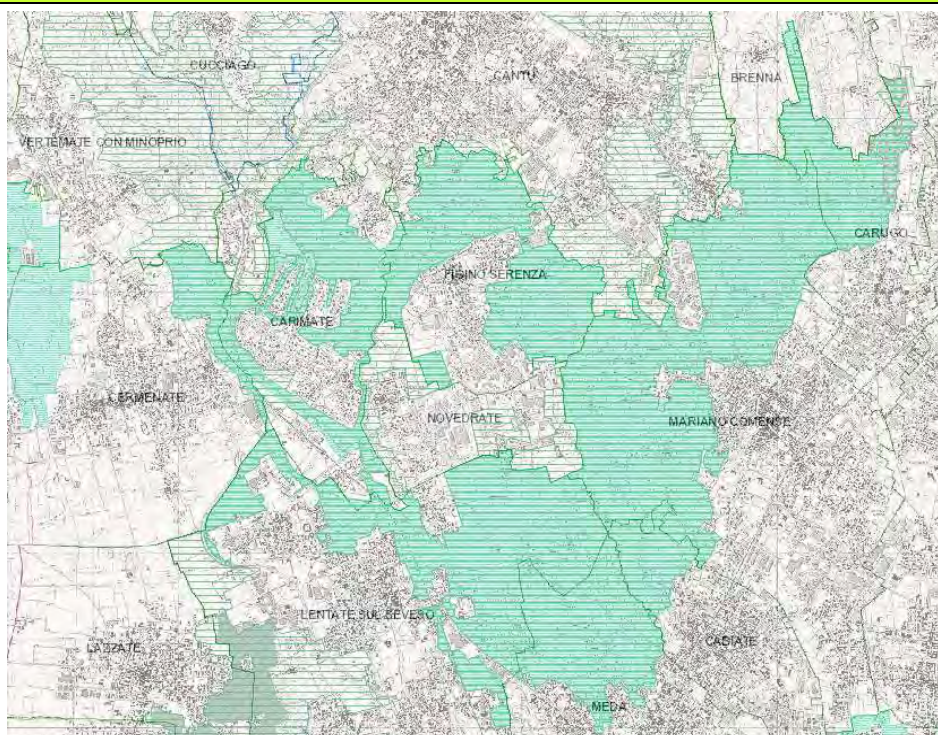 CUCCIAGO
CANTU'
BRENNA
VERTEMATE CON MINOPRIO
CARUGO
FIGINO SERENZA
CARIMATE
CERMENATE
NOVEDRATE
MARIANO COMENSE
LENTATE SUL SEVESO
LAZZATE
CABIATE
MEDA